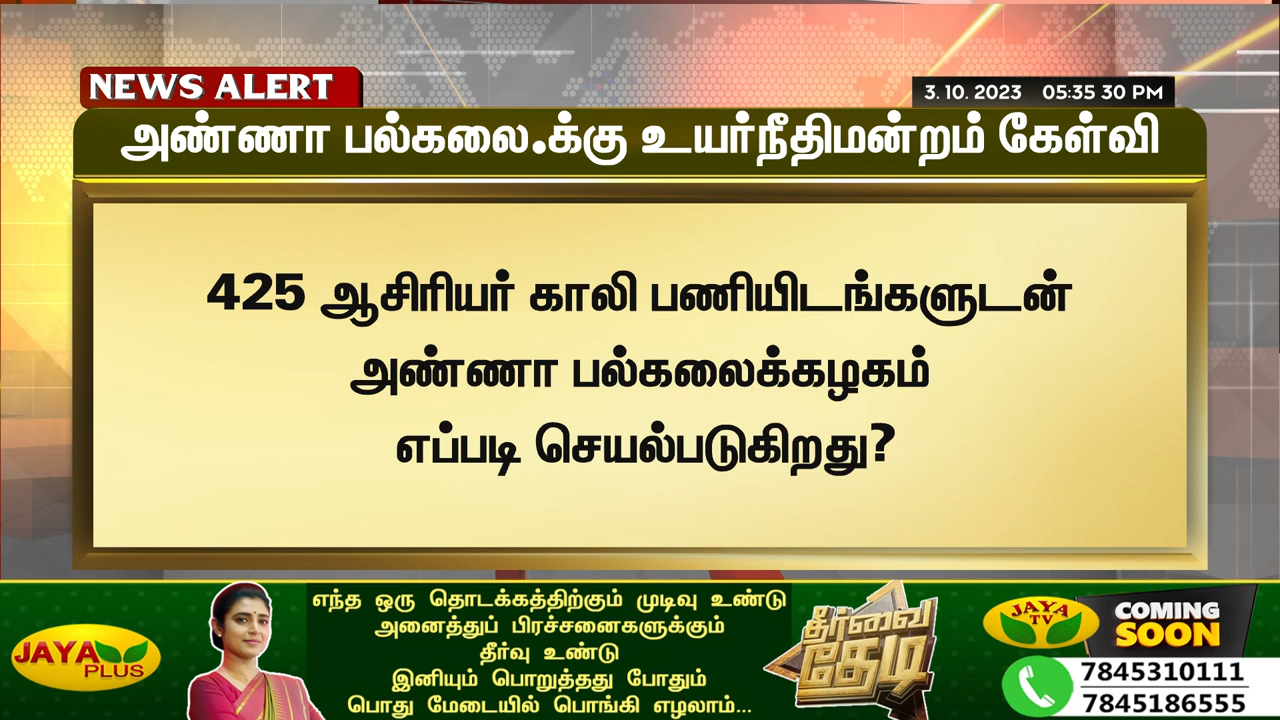 NEWS ALERT
3. 10. 2023 05:35 30 PM
அண்ணா பல்கலை.க்கு உயர்நீதிமன்றம் கேள்வி
425 ஆசிரியர் காலி பணியிடங்களுடன்
அண்ணா பல்கலைக்கழகம்
எப்படி செயல்படுகிறது?
JAYA
PLUS
எந்த ஒரு தொடக்கத்திற்கும் முடிவு உண்டு
அனைத்துப் பிரச்சனைகளுக்கும்
தீர்வு உண்டு
இனியும் பொறுத்தது போதும்
பொது மேடையில் பொங்கி எழலாம்...
தீர்வை
தேடி
JAYA
TV
COMING
SOON
7845310111
7845186555